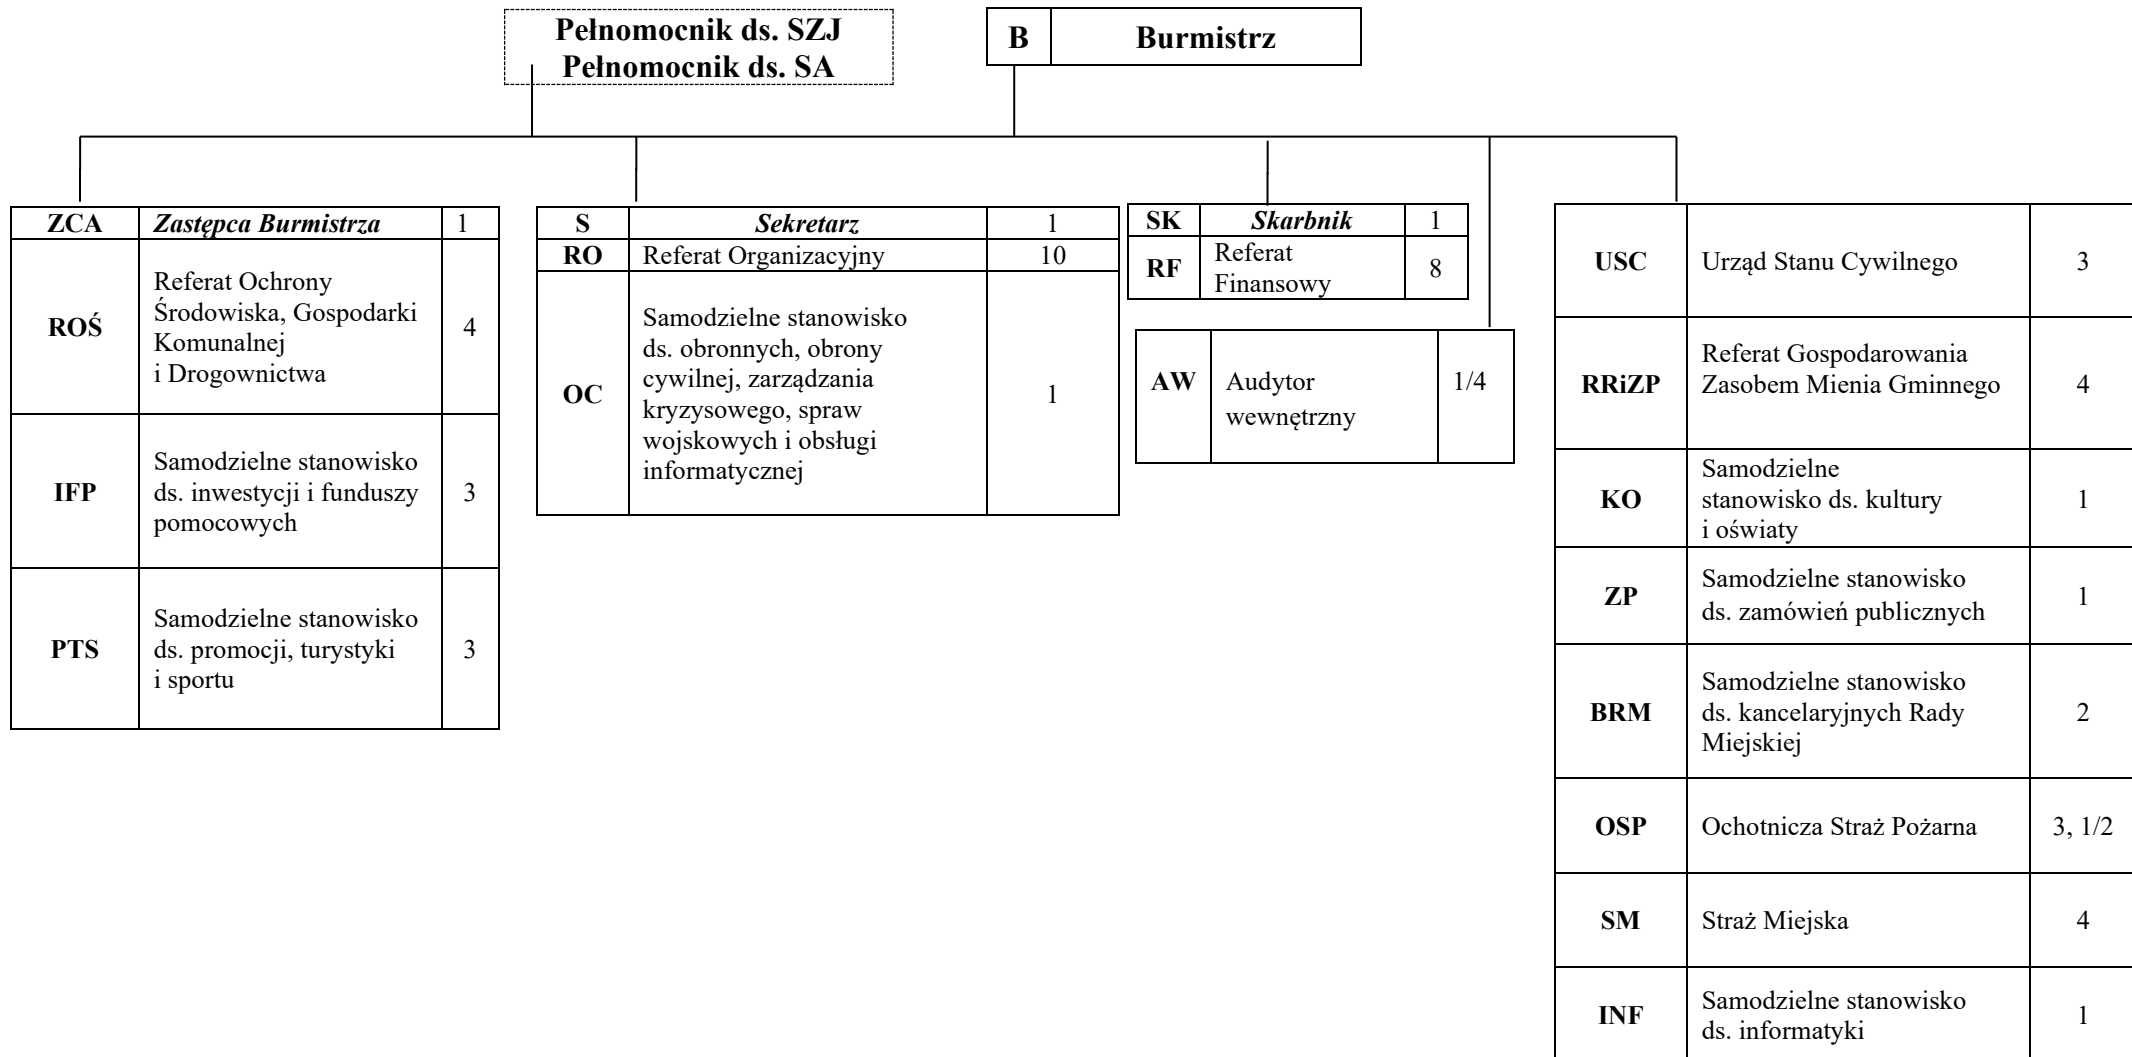 Pełnomocnik ds. SZJ
Pełnomocnik ds. SA
B Burmistrz
ZCA Zastępca Burmistrza 1
ROŚ Referat Ochrony
Środowiska, Gospodarki
Komunalnej
i Drogownictwa 4
IFP Samodzielne stanowisko
ds. inwestycji i funduszy
pomocowych 3
PTS Samodzielne stanowisko
ds. promocji, turystyki
i sportu 3
S Sekretarz 1
RO Referat Organizacyjny 10
OC Samodzielne stanowisko
ds. obronnych, obrony
cywilnej, zarządzania
kryzysowego, spraw
wojskowych i obsługi
informatycznej 1
SK Skarbnik 1
RF Referat
Finansowy 8
AW Audytor
wewnętrzny 1/4
USC Urząd Stanu Cywilnego 3
RRiZP Referat Gospodarowania
Zasobem Mienia Gminnego 4
KO Samodzielne
stanowisko ds. kultury
i oświaty 1
ZP Samodzielne stanowisko
ds. zamówień publicznych 1
BRM Samodzielne stanowisko
ds. kancelaryjnych Rady
Miejskiej 2
OSP Ochotnicza Straż Pożarna 3, 1/2
SM Straż Miejska 4
INF Samodzielne stanowisko
ds. informatyki 1